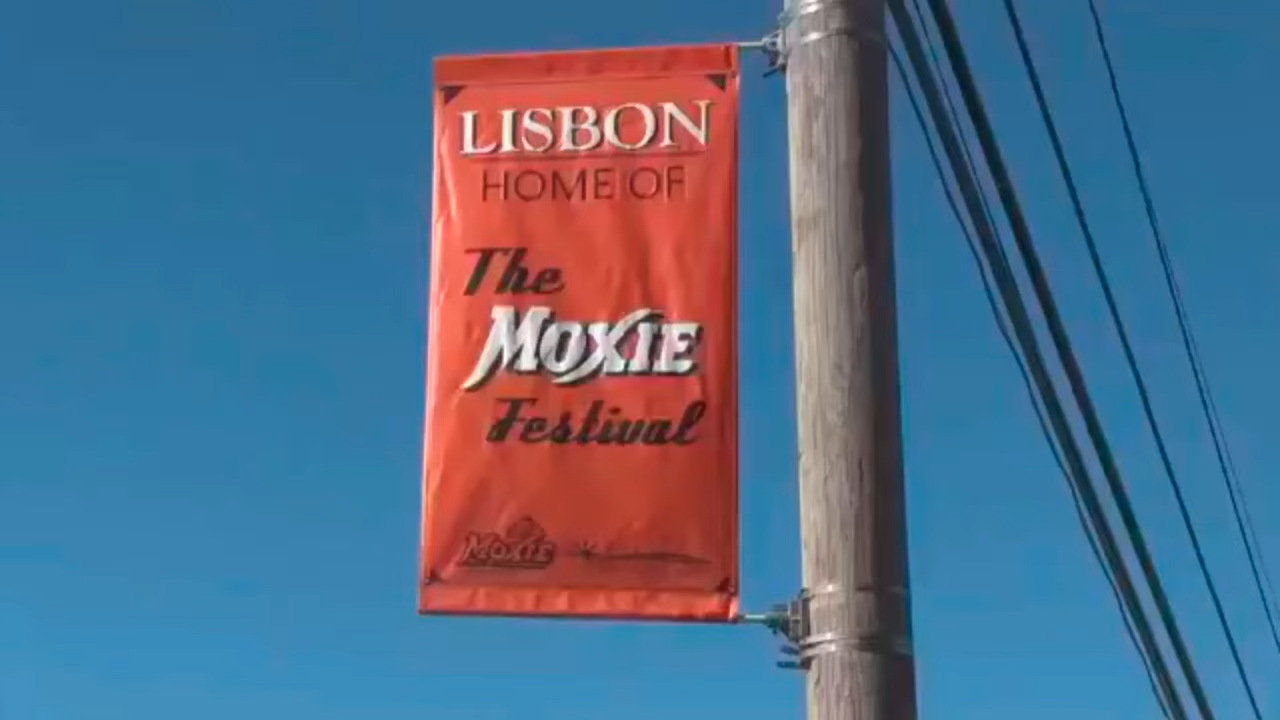 LISBON
HOME OF
The
MOXIE
Festival
MOXIE